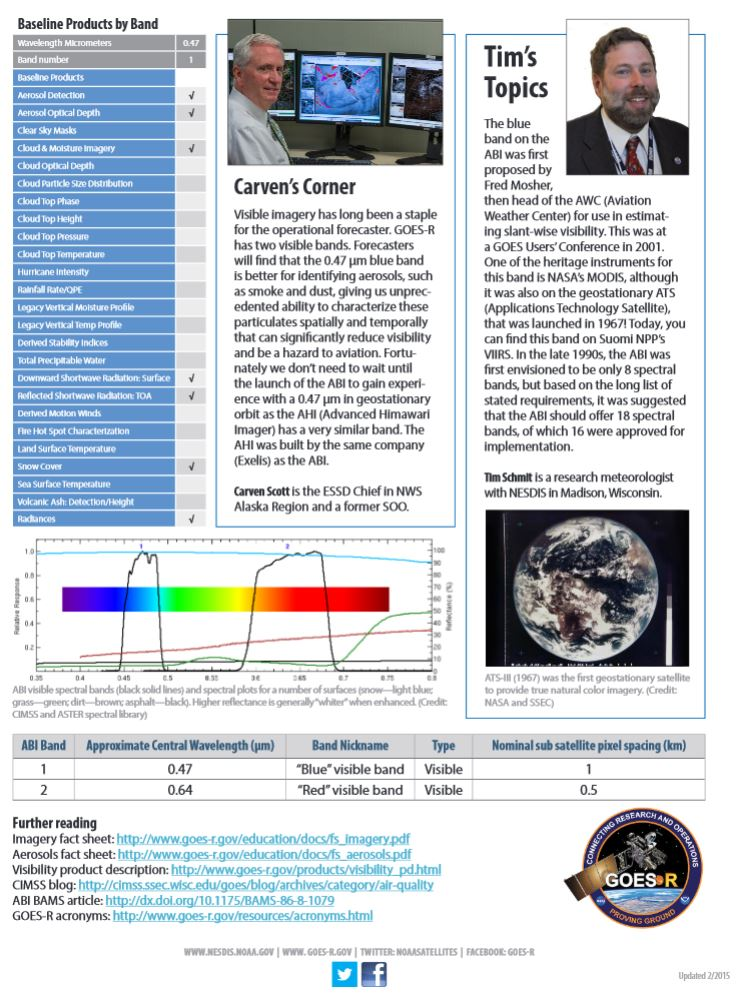 Baseline Products by Band
Wavelength Micrometers 0.47
Band number 1
Baseline Products
Aerosol Detection √
Aerosol Optical Depth √
Clear Sky Masks
Cloud & Moisture Imagery √
Cloud Optical Depth
Cloud Particle Size Distribution
Cloud Top Phase
Cloud Top Height
Cloud Top Pressure
Cloud Top Temperature
Hurricane Intensity
Rainfall Rate/QPE
Legacy Vertical Moisture Profile
Legacy Vertical Temp Profile
Derived Stability Indices
Total Precipitable Water
Downward Shortwave Radiation: Surface √
Reflected Shortwave Radiation: TOA √
Derived Motion Winds
Fire Hot Spot Characterization
Land Surface Temperature
Snow Cover √
Sea Surface Temperature
Volcanic Ash: Detection/Height
Radiances √
Carven's Corner
Visible imagery has long been a staple
for the operational forecaster. GOES-R
has two visible bands. Forecasters
will find that the 0.47 µm blue band
is better for identifying aerosols, such
as smoke and dust, giving us unprec-
edented ability to characterize these
particulates spatially and temporally
that can significantly reduce visibility
and be a hazard to aviation. Fortu-
nately we don't need to wait until
the launch of the ABI to gain experi-
ence with a 0.47 µm in geostationary
orbit as the AHI (Advanced Himawari
Imager) has a very similar band. The
AHI was built by the same company
(Exelis) as the ABI.
Carven Scott is the ESSD Chief in NWS
Alaska Region and a former SOO.
Tim's
Topics
The blue
band on the
ABI was first
proposed by
Fred Mosher,
then head of the AWC (Aviation
Weather Center) for use in estimat-
ing slant-wise visibility. This was at
a GOES Users' Conference in 2001.
One of the heritage instruments for
this band is NASA's MODIS, although
it was also on the geostationary ATS
(Applications Technology Satellite),
that was launched in 1967! Today, you
can find this band on Suomi NPP's
VIIRS. In the late 1990s, the ABI was
first envisioned to be only 8 spectral
bands, but based on the long list of
stated requirements, it was suggested
that the ABI should offer 18 spectral
bands, of which 16 were approved for
implementation.
Tim Schmit is a research meteorologist
with NESDIS in Madison, Wisconsin.
ATS-III (1967) was the first geostationary satellite
to provide true natural color imagery. (Credit:
NASA and SSEC)
1 2
Relative Response
1.0
0.8
0.6
0.4
0.2
0.35 0.4 0.45 0.5 0.55 0.6 0.65 0.7 0.75 0.8
100
90
80
70
60
50
40
30
20
10
0
Reflectance (%)
ABI visible spectral bands (black solid lines) and spectral plots for a number of surfaces (snow—light blue;
grass—green; dirt—brown; asphalt—black). Higher reflectance is generally "whiter" when enhanced. (Credit:
CIMSS and ASTER spectral library)
ABI Band Approximate Central Wavelength (µm) Band Nickname Type Nominal sub satellite pixel spacing (km)
1 0.47 "Blue" visible band Visible 1
2 0.64 "Red" visible band Visible 0.5
Further reading
Imagery fact sheet: http://www.goes-r.gov/education/docs/fs_imagery.pdf
Aerosols fact sheet: http://www.goes-r.gov/education/docs/fs_aerosols.pdf
Visibility product description: http://www.goes-r.gov/products/visibility_pd.html
CIMSS blog: http://cimss.ssec.wisc.edu/goes/blog/archives/category/air-quality
ABI BAMS article: http://dx.doi.org/10.1175/BAMS-86-8-1079
GOES-R acronyms: http://www.goes-r.gov/resources/acronyms.html
CONNECTING RESEARCH AND OPERATIONS
GOES R
PROVING GROUND
WWW.NESDIS.NOAA.GOV | WWW. GOES-R.GOV | TWITTER: NOAASATELLITES | FACEBOOK: GOES-R
Updated 2/2015